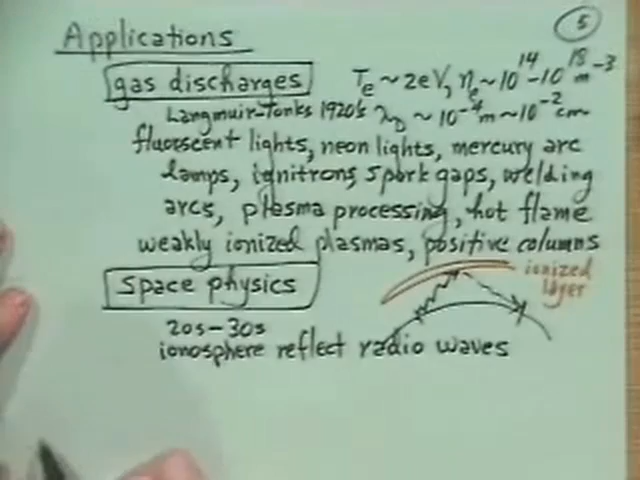 5
Applications
gas discharges Te ~ 2eV, ne ~ 10^14-10^18 m^-3
Langmuir-Tonks 1920's λD ~ 10^-4 m ~ 10^-2 cm
fluorscent lights, neon lights, mercury arc
lamps, ignitrons, spark gaps, welding
arcs, plasma processing, hot flame
weakly ionized plasmas, positive columns
space physics
ionized
layer
20s-30s
ionosphere reflect radio waves